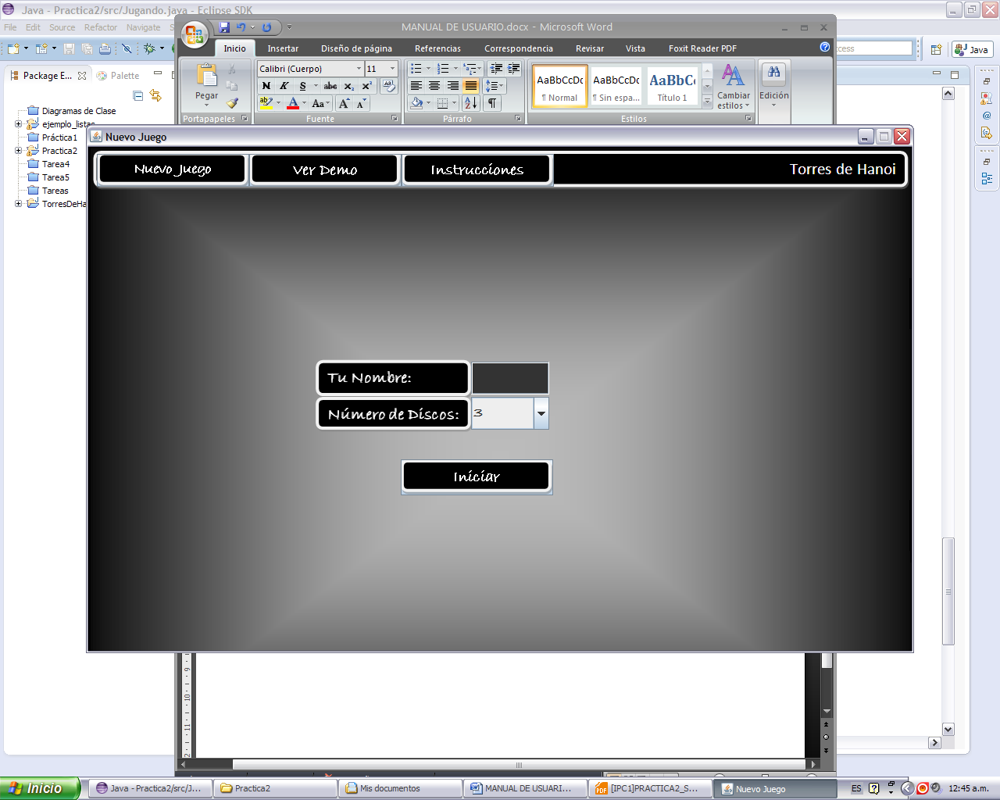 Java - Practica2/src/Jugando.java - Eclipse SDK
File Edit Source Refactor Navigate
MANUAL DE USUARIO.docx - Microsoft Word
Inicio Insertar Diseño de página Referencias Correspondencia Revisar Vista Foxit Reader PDF
Java
Package E... Palette
Calibri (Cuerpo) 11
Pegar
N K S abc x₂ x²
ab Aa A A
AaBbCcDc AaBbCcDc AaBbC
¶ Normal ¶ Sin espa... Título 1
Cambiar estilos
Edición
Portapapeles Fuente Párrafo Estilos
Diagramas de Clase
ejemplo_listas
Práctica1
Practica2
Tarea4
Tarea5
Tareas
TorresDeHa
Nuevo Juego
Nuevo Juego Ver Demo Instrucciones Torres de Hanoi
Tu Nombre:
Número de Discos: 3
Iniciar
9
10
11
Inicio Java - Practica2/src/J... Practica2 Mis documentos MANUAL DE USUARI... [IPC1]PRACTICA2_S... Nuevo Juego ES 12:45 a.m.